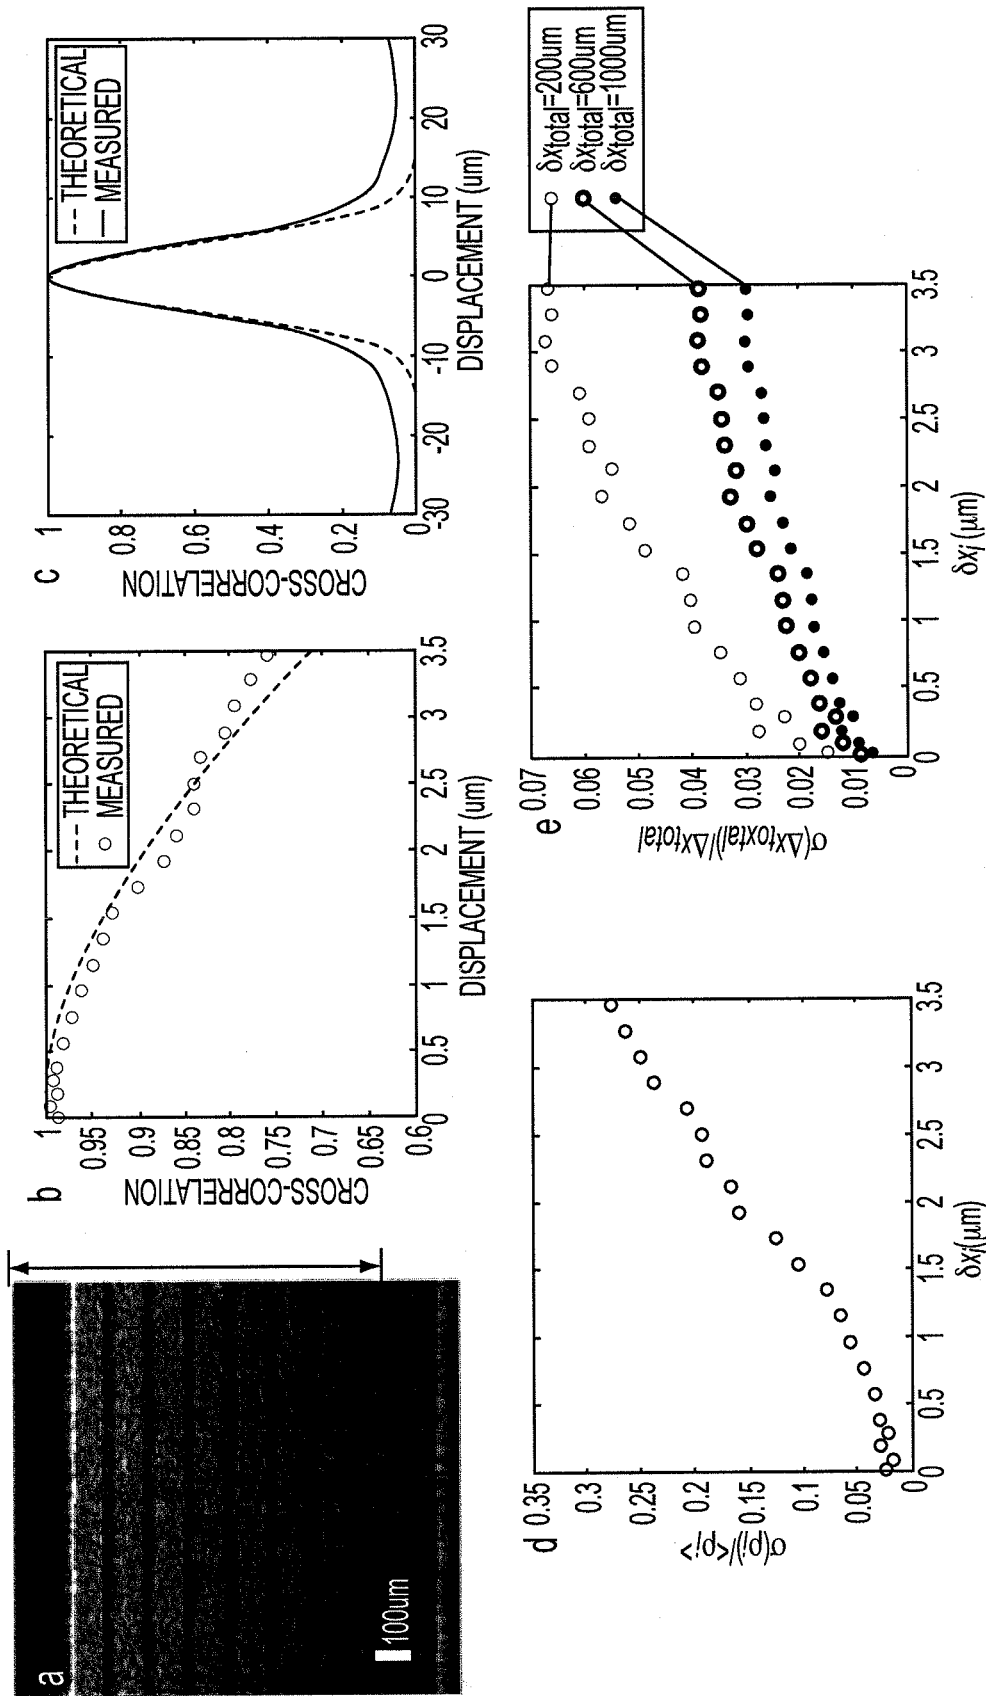 a
100um
b
CROSS-CORRELATION
1
0.95
0.9
0.85
0.8
0.75
0.7
0.65
0.6
0 0.5 1 1.5 2 2.5 3 3.5
DISPLACEMENT (um)
THEORETICAL
MEASURED
c
CROSS-CORRELATION
1
0.8
0.6
0.4
0.2
0
-30 -20 -10 0 10 20 30
DISPLACEMENT (um)
THEORETICAL
MEASURED
d
σ(ρi)/<ρi>
0.35
0.3
0.25
0.2
0.15
0.1
0.05
0
0 0.5 1 1.5 2 2.5 3 3.5
δxi(μm)
e
σ(Δxtoxtal)/Δxtotal
0.07
0.06
0.05
0.04
0.03
0.02
0.01
0
0 0.5 1 1.5 2 2.5 3 3.5
δxi (μm)
δxtotal=200um
δxtotal=600um
δxtotal=1000um